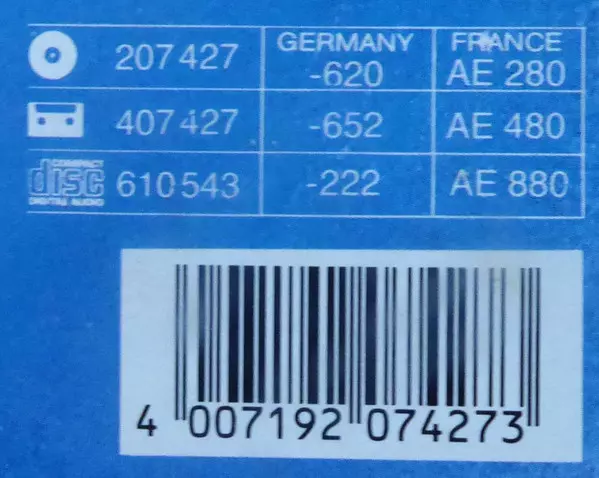 GERMANY FRANCE
207 427 -620 AE 280
407 427 -652 AE 480
COMPACT
disc 610 543 -222 AE 880
DIGITAL AUDIO
4 007192 074273